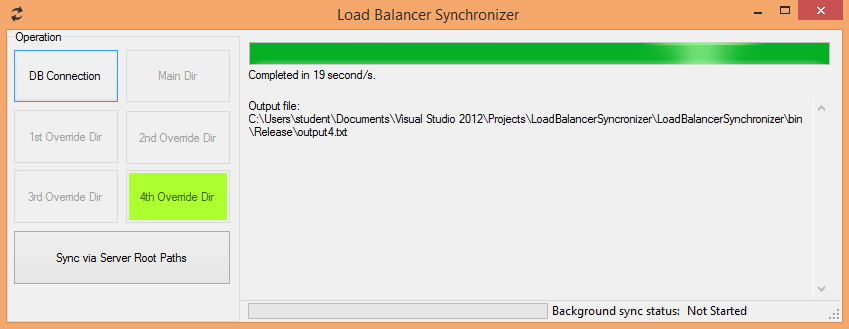 Load Balancer Synchronizer
Operation
DB Connection
Main Dir
1st Override Dir
2nd Override Dir
3rd Override Dir
4th Override Dir
Sync via Server Root Paths
Completed in 19 second/s.
Output file:
C:\Users\student\Documents\Visual Studio 2012\Projects\LoadBalancerSyncronizer\LoadBalancerSynchronizer\bin
\Release\output4.txt
Background sync status: Not Started